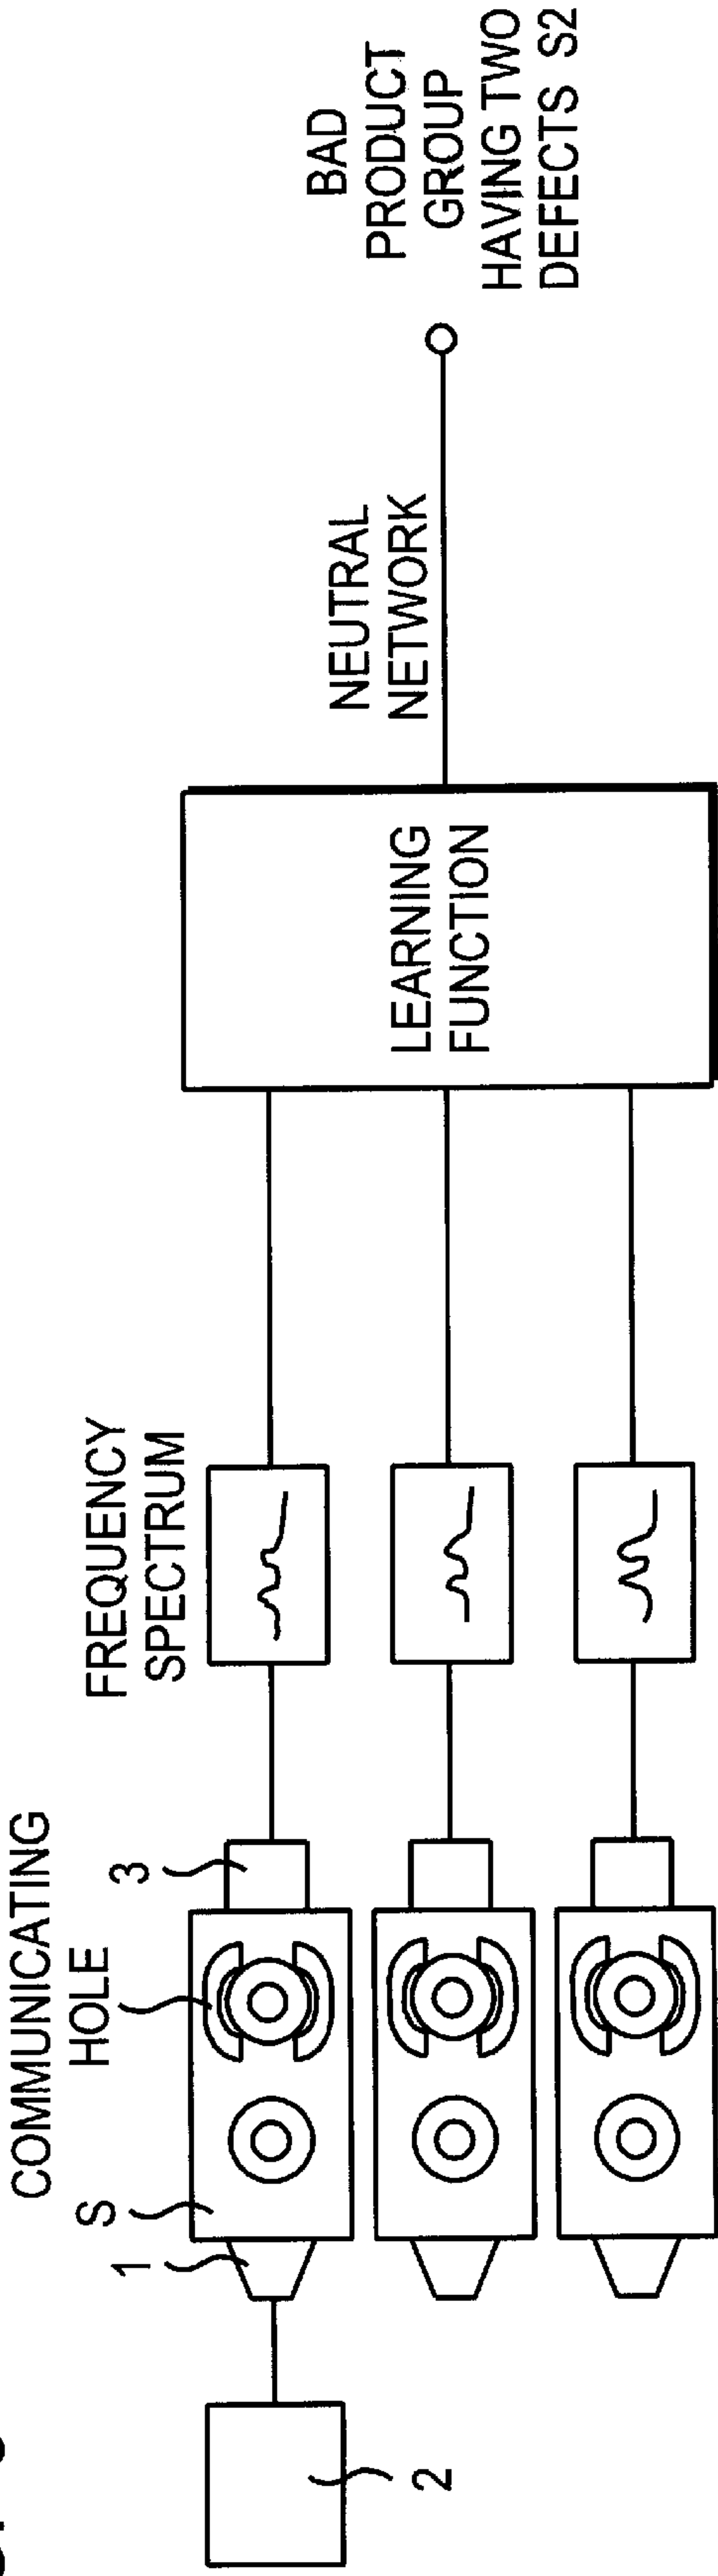 COMMUNICATING
HOLE
S
1
2
3
FREQUENCY
SPECTRUM
LEARNING
FUNCTION
NEUTRAL
NETWORK
BAD
PRODUCT
GROUP
HAVING TWO
DEFECTS S2